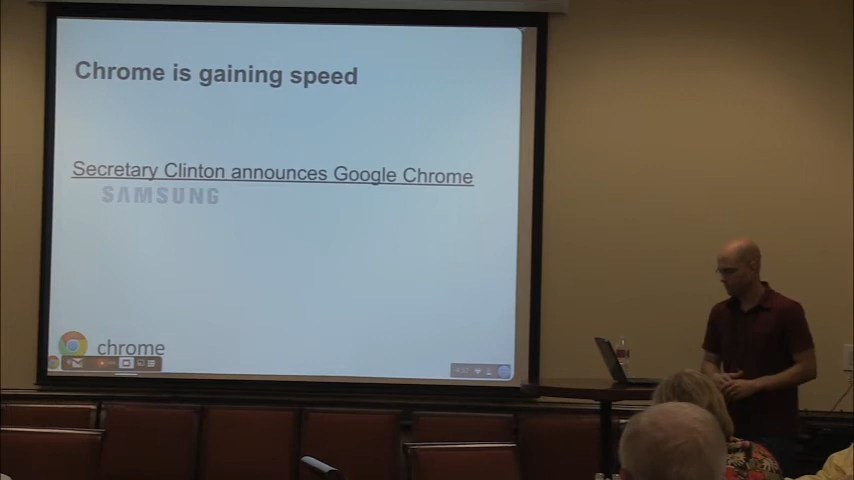 Chrome is gaining speed
Secretary Clinton announces Google Chrome
SAMSUNG
chrome